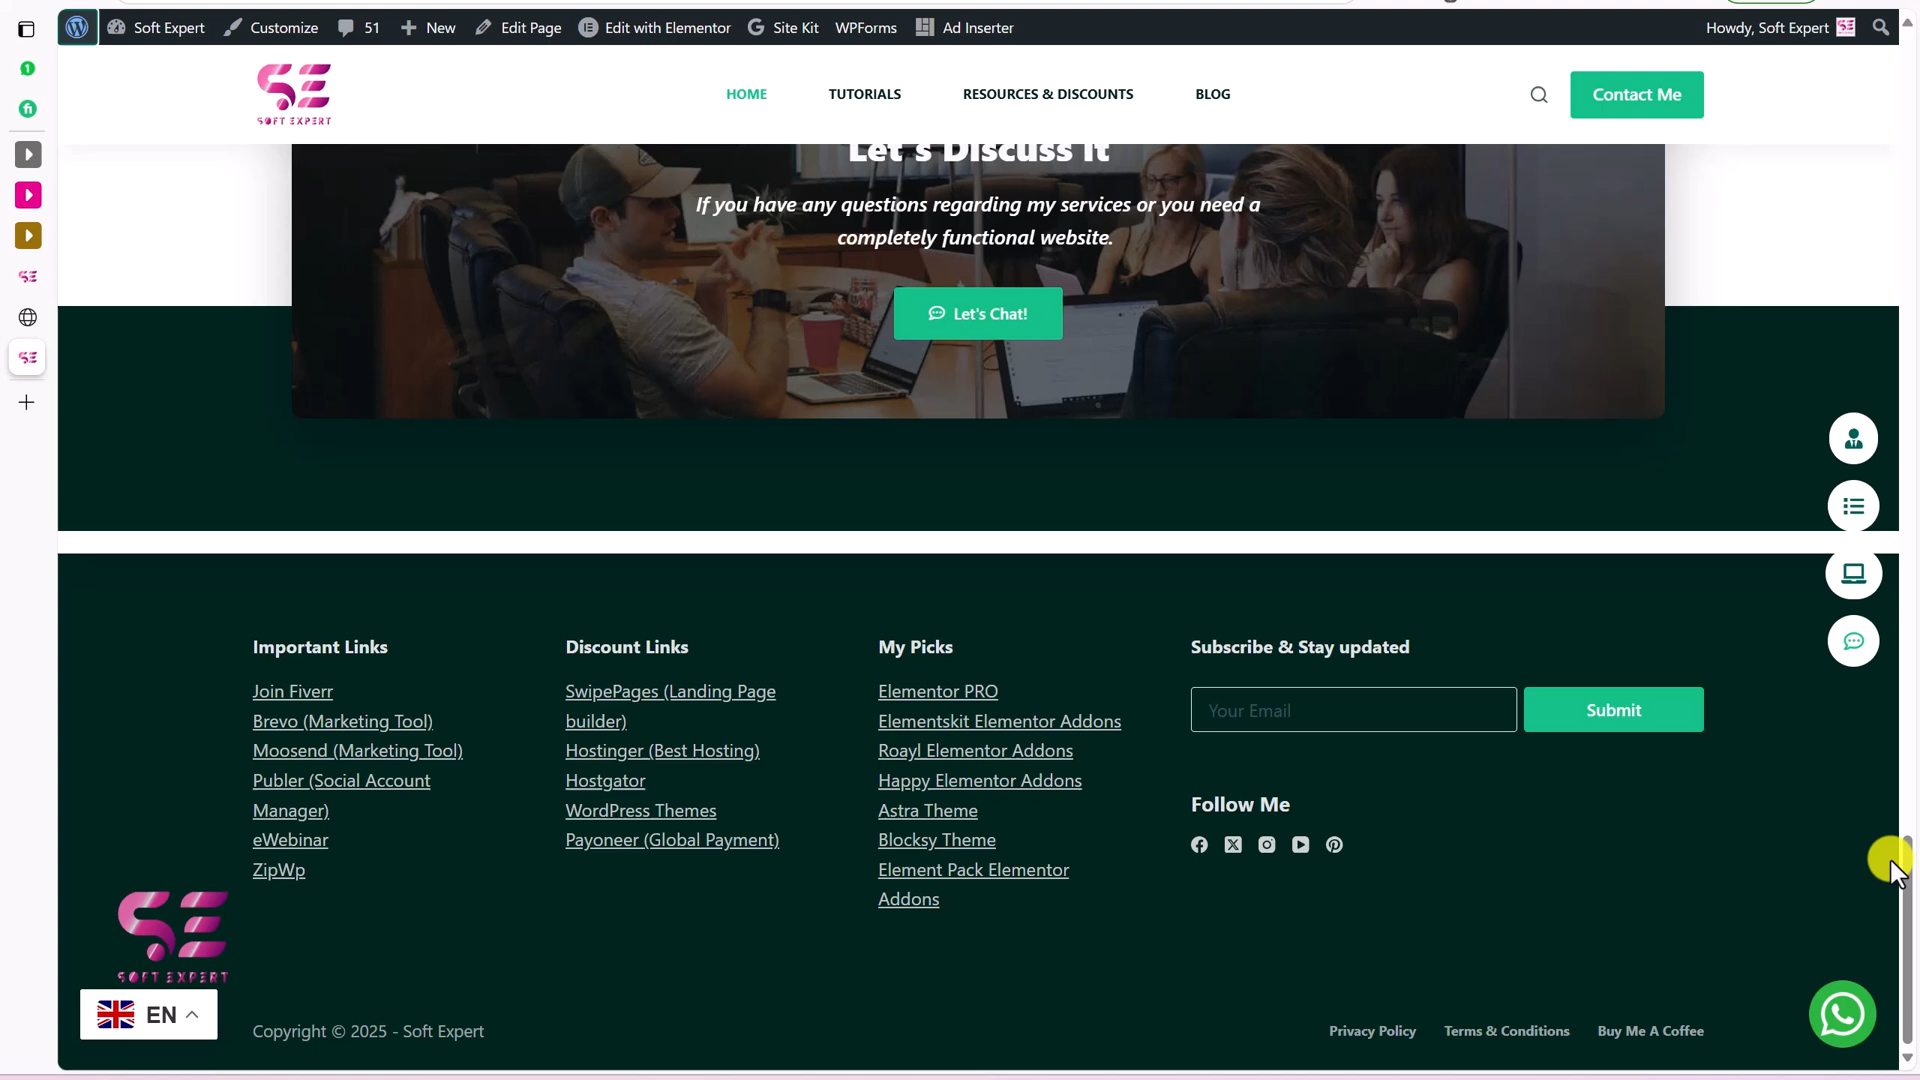 Soft Expert Customize 51 New Edit Page Edit with Elementor Site Kit WPForms Ad Inserter Howdy, Soft Expert
SOFT EXPERT
HOME TUTORIALS RESOURCES & DISCOUNTS BLOG Contact Me
Let's Discuss It
If you have any questions regarding my services or you need a
completely functional website.
Let's Chat!
Important Links
Join Fiverr
Brevo (Marketing Tool)
Moosend (Marketing Tool)
Publer (Social Account
Manager)
eWebinar
ZipWp
Discount Links
SwipePages (Landing Page
builder)
Hostinger (Best Hosting)
Hostgator
WordPress Themes
Payoneer (Global Payment)
My Picks
Elementor PRO
Elementskit Elementor Addons
Roayl Elementor Addons
Happy Elementor Addons
Astra Theme
Blocksy Theme
Element Pack Elementor
Addons
Subscribe & Stay updated
Your Email Submit
Follow Me
SOFT EXPERT
EN
Copyright © 2025 - Soft Expert
Privacy Policy Terms & Conditions Buy Me A Coffee